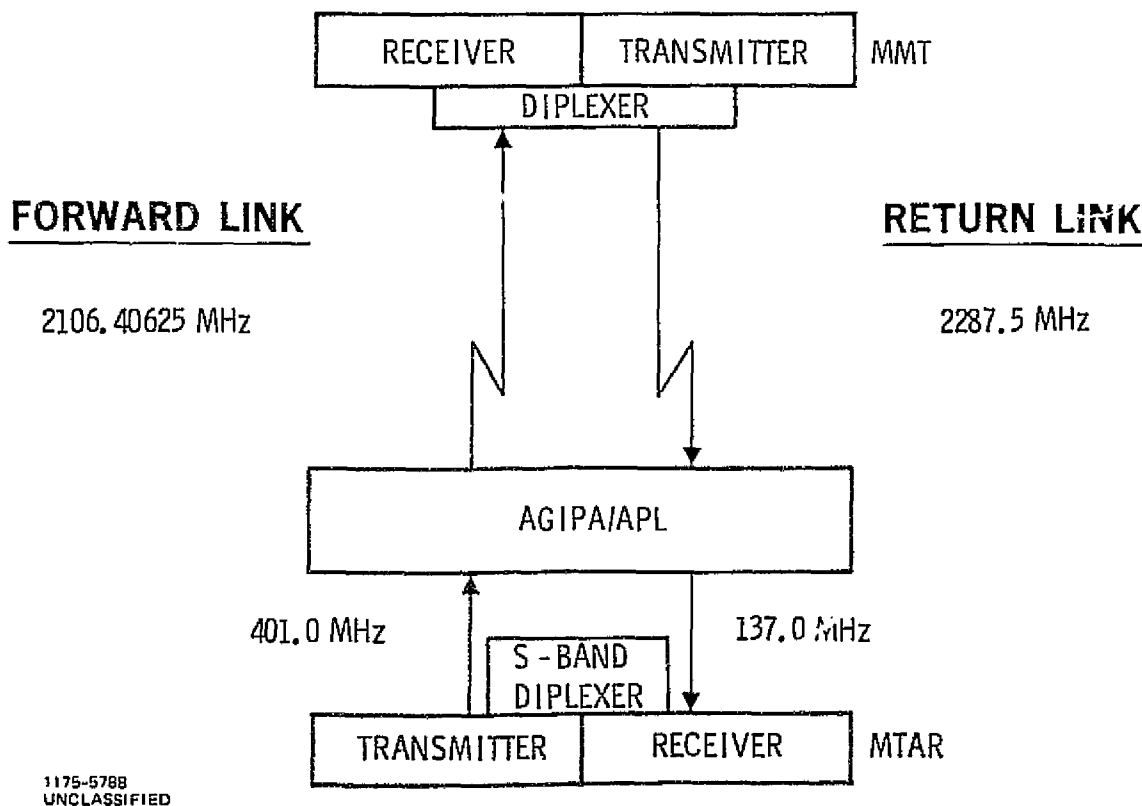 RECEIVER TRANSMITTER MMT
DIPLEXER
FORWARD LINK RETURN LINK
2106.40625 MHz 2287.5 MHz
AGIPA/APL
401.0 MHz 137.0 MHz
S-BAND
DIPLEXER
TRANSMITTER RECEIVER MTAR
1175-5788
UNCLASSIFIED